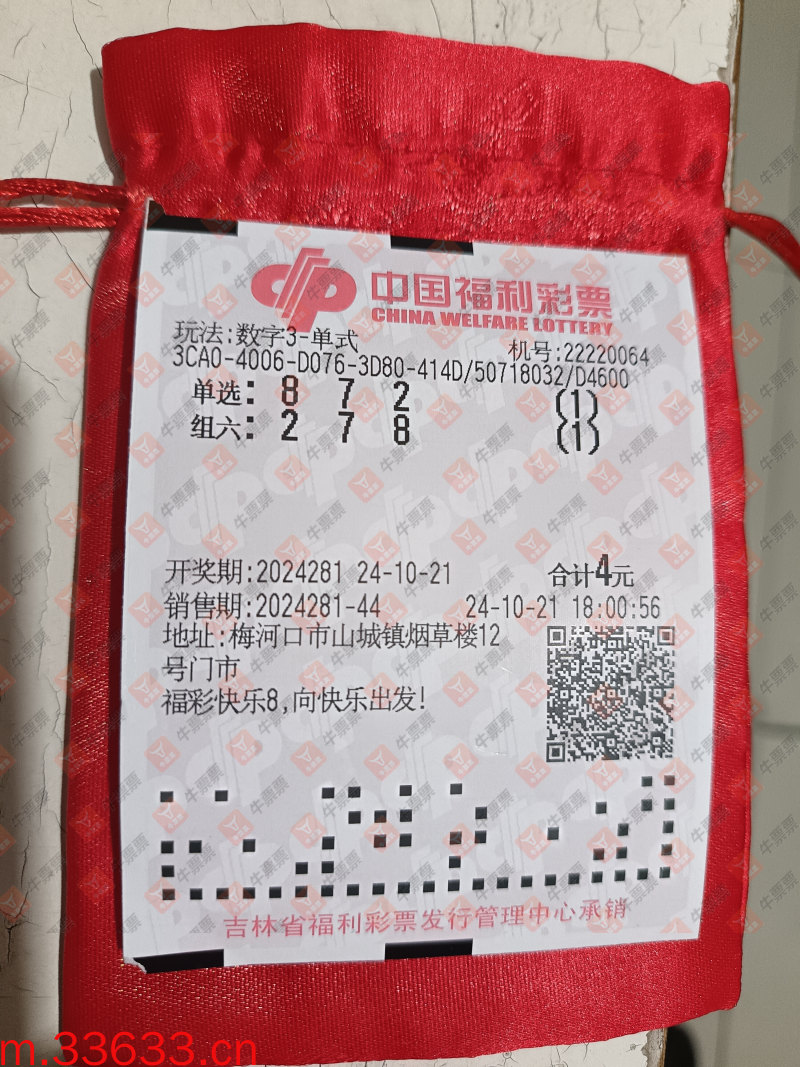 中国福利彩票
CHINA WELFARE LOTTERY
玩法:数字3-单式
机号:22220064
3CA0-4006-D076-3D80-414D/50718032/D4600
单选: 8 7 2 (1)
组六: 2 7 8 (1)
开奖期:2024281 24-10-21 合计4元
销售期:2024281-44 24-10-21 18:00:56
地址:梅河口市山城镇烟草楼12
号门市
福彩快乐8,向快乐出发!
吉林省福利彩票发行管理中心承销
m.33633.cn
牛票票